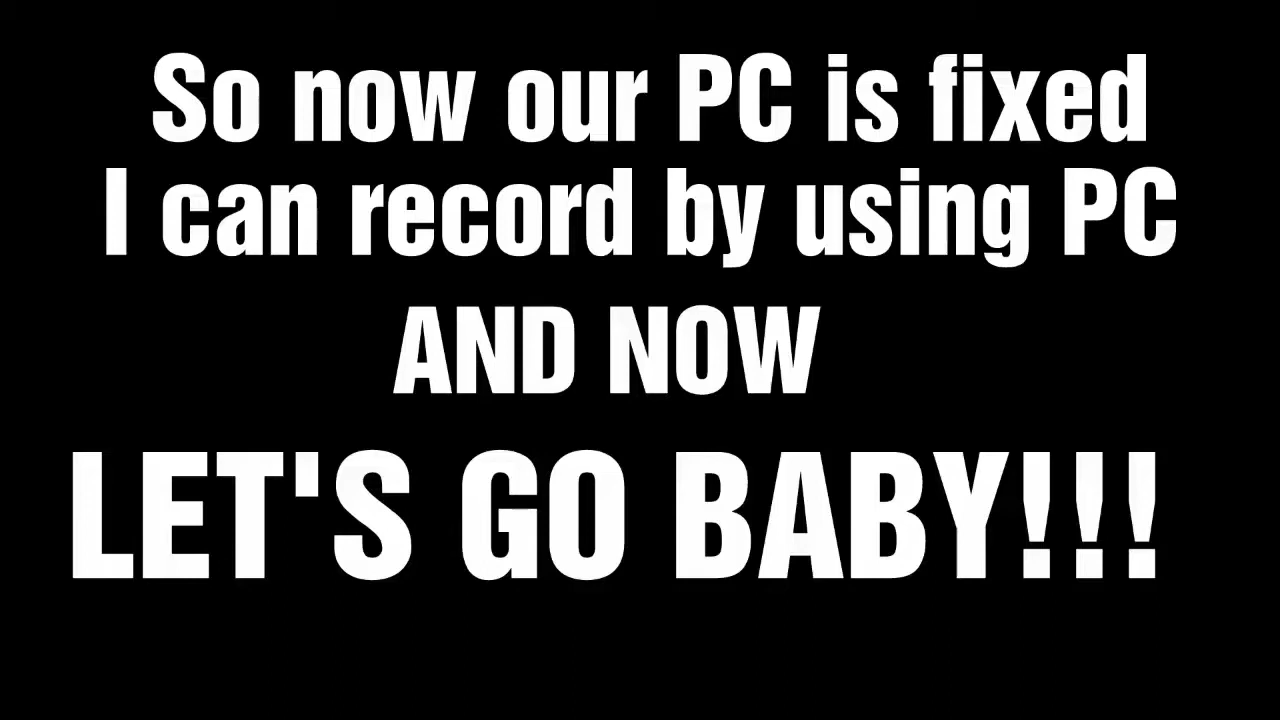 So now our PC is fixed
I can record by using PC
AND NOW
LET'S GO BABY!!!